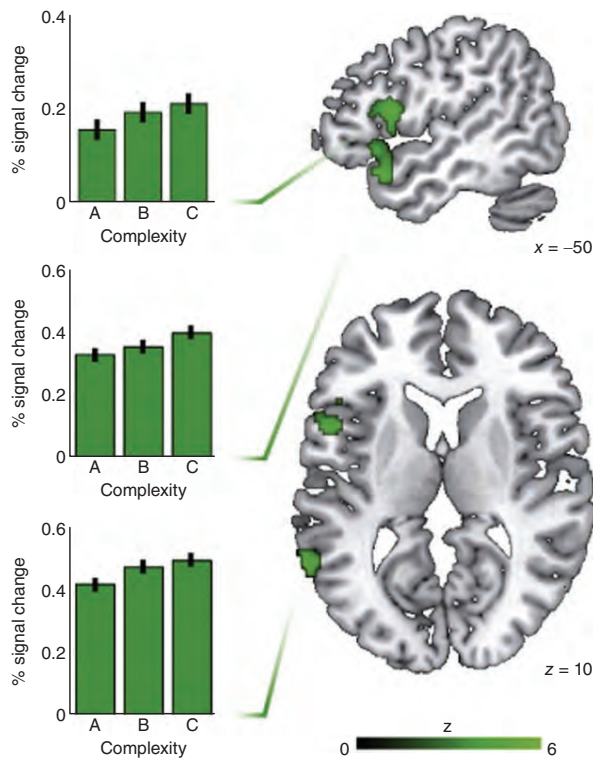 0.4
0.2
0
% signal change
A B C
Complexity
x = –50
0.6
0.4
0.2
0
% signal change
A B C
Complexity
0.6
0.4
0.2
0
% signal change
A B C
Complexity
z = 10
z
0 6